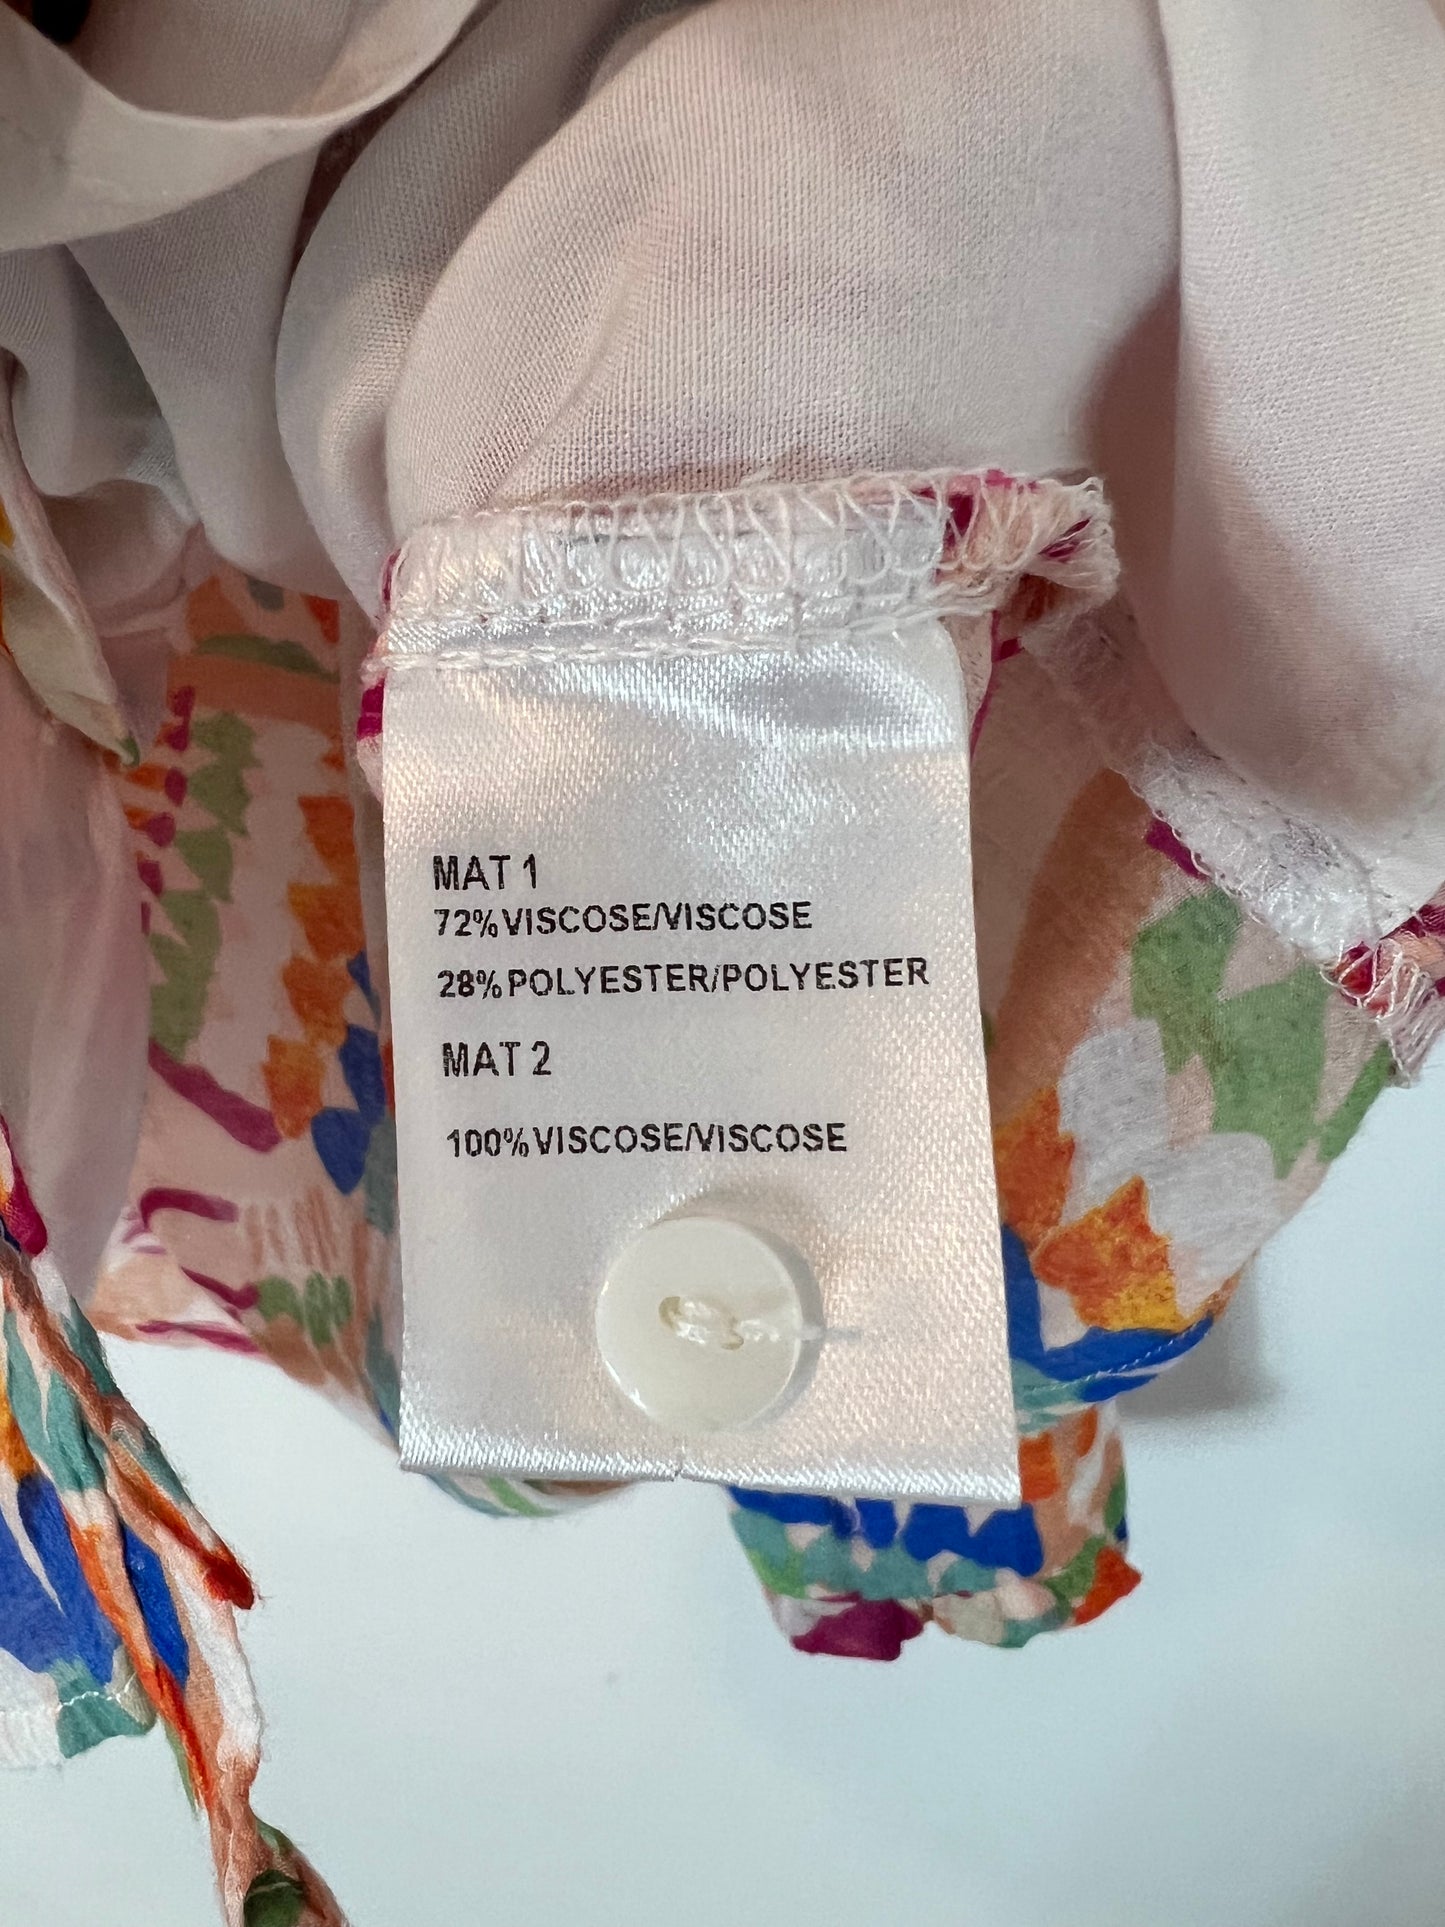 MAT 1
72% VISCOSE/VISCOSE
28% POLYESTER/POLYESTER
MAT 2
100% VISCOSE/VISCOSE